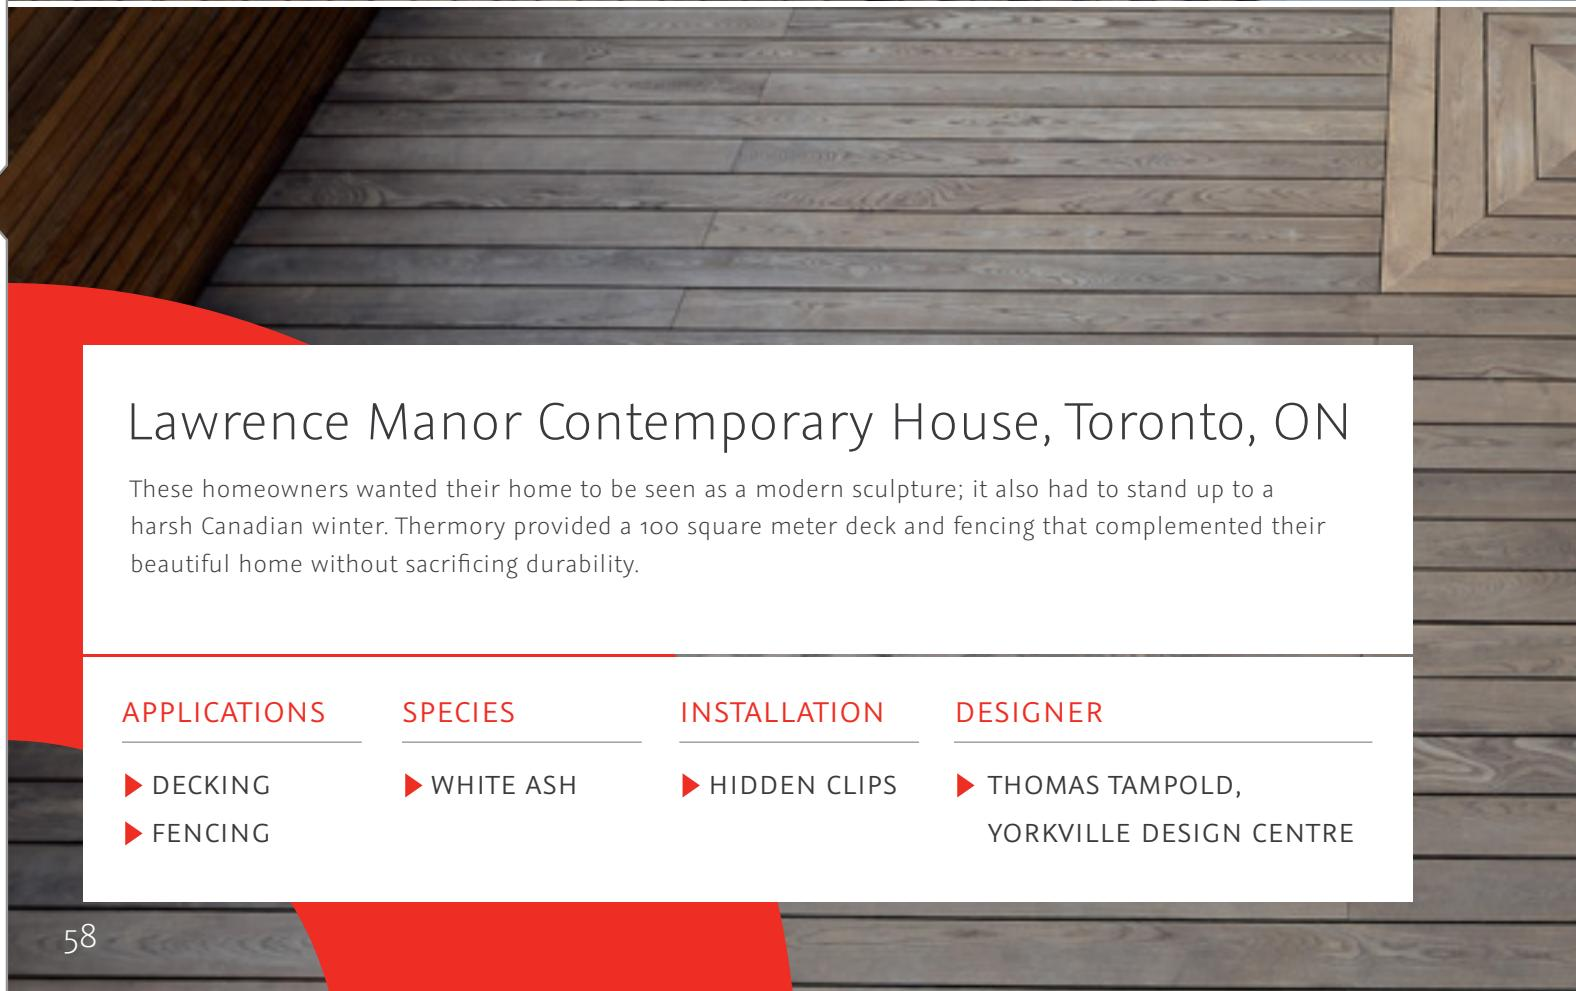 Lawrence Manor Contemporary House, Toronto, ON
These homeowners wanted their home to be seen as a modern sculpture; it also had to stand up to a
harsh Canadian winter. Thermory provided a 100 square meter deck and fencing that complemented their
beautiful home without sacrificing durability.
APPLICATIONS
DECKING
FENCING
SPECIES
WHITE ASH
INSTALLATION
HIDDEN CLIPS
DESIGNER
THOMAS TAMPOLD,
YORKVILLE DESIGN CENTRE
58